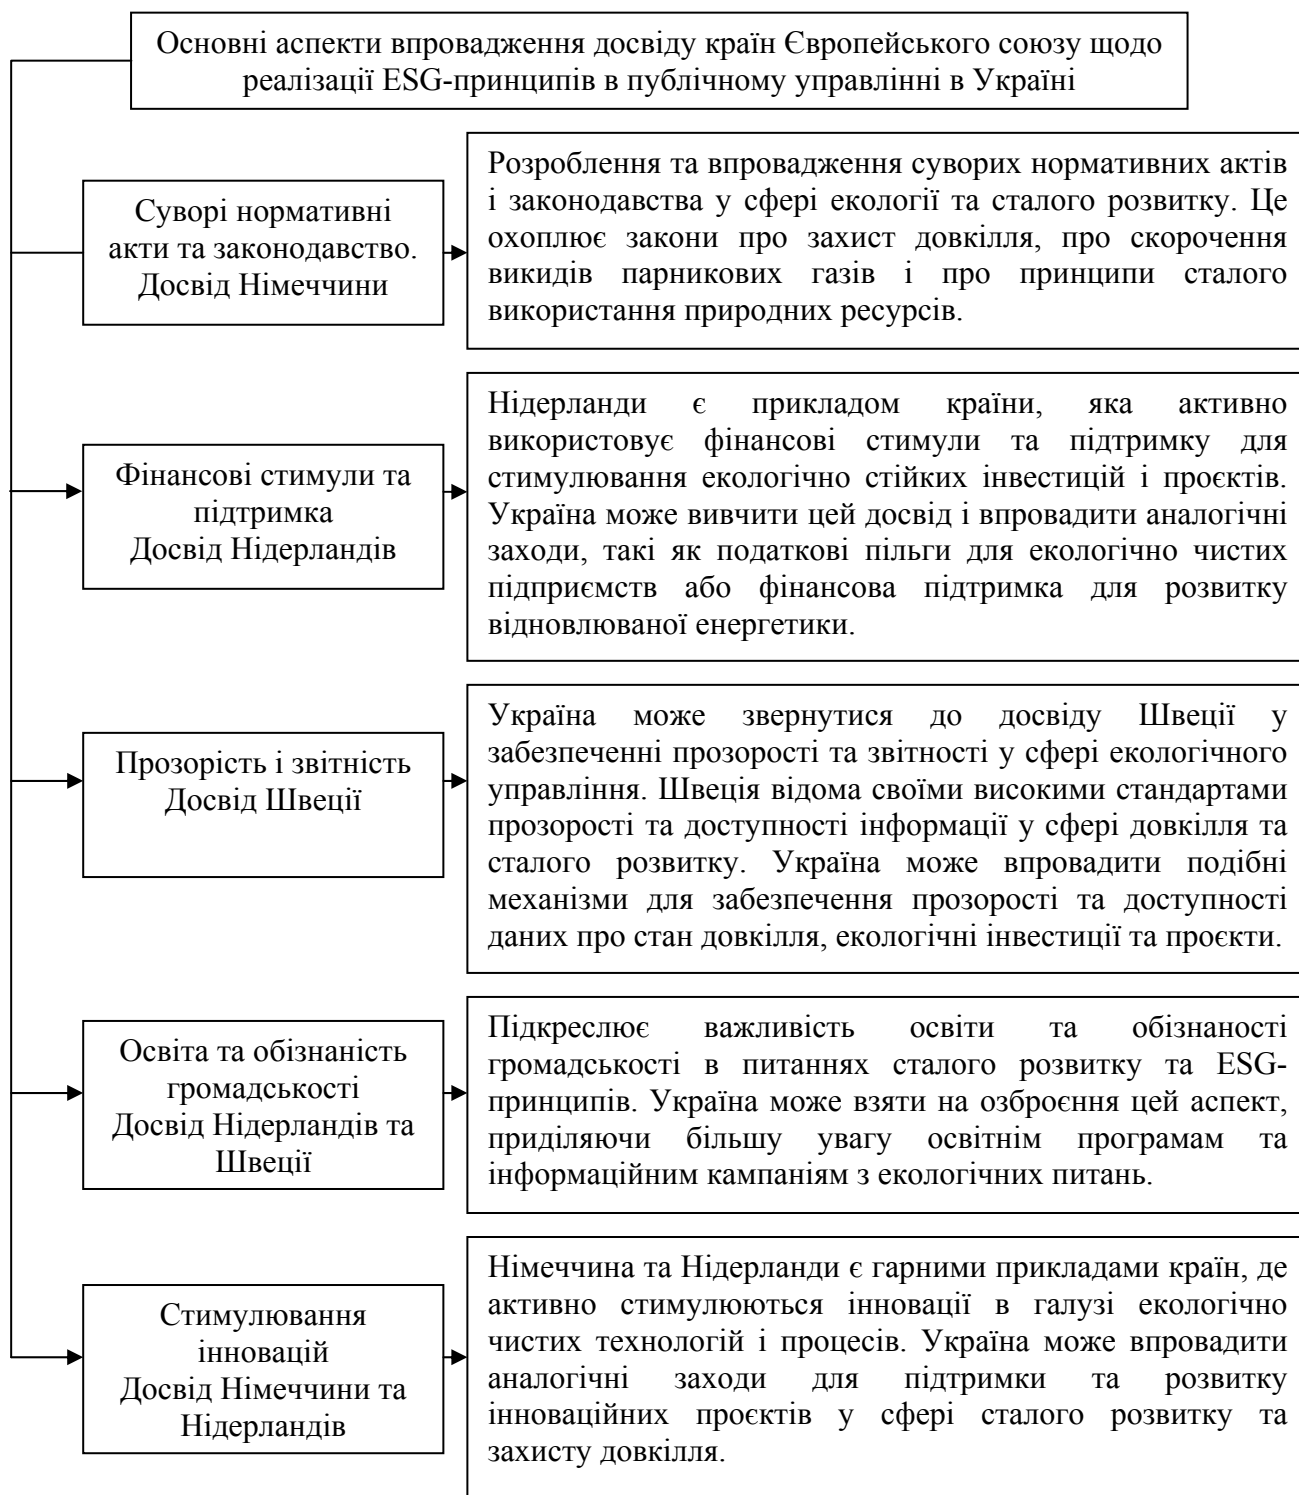 Основні аспекти впровадження досвіду країн Європейського союзу щодо
реалізації ESG-принципів в публічному управлінні в Україні
Суворі нормативні
акти та законодавство.
Досвід Німеччини
Розроблення та впровадження суворих нормативних актів
і законодавства у сфері екології та сталого розвитку. Це
охоплює закони про захист довкілля, про скорочення
викидів парникових газів і про принципи сталого
використання природних ресурсів.
Фінансові стимули та
підтримка
Досвід Нідерландів
Нідерланди є прикладом країни, яка активно
використовує фінансові стимули та підтримку для
стимулювання екологічно стійких інвестицій і проєктів.
Україна може вивчити цей досвід і впровадити аналогічні
заходи, такі як податкові пільги для екологічно чистих
підприємств або фінансова підтримка для розвитку
відновлюваної енергетики.
Прозорість і звітність
Досвід Швеції
Україна може звернутися до досвіду Швеції у
забезпеченні прозорості та звітності у сфері екологічного
управління. Швеція відома своїми високими стандартами
прозорості та доступності інформації у сфері довкілля та
сталого розвитку. Україна може впровадити подібні
механізми для забезпечення прозорості та доступності
даних про стан довкілля, екологічні інвестиції та проєкти.
Освіта та обізнаність
громадськості
Досвід Нідерландів та
Швеції
Підкреслює важливість освіти та обізнаності
громадськості в питаннях сталого розвитку та ESG-
принципів. Україна може взяти на озброєння цей аспект,
приділяючи більшу увагу освітнім програмам та
інформаційним кампаніям з екологічних питань.
Стимулювання
інновацій
Досвід Німеччини та
Нідерландів
Німеччина та Нідерланди є гарними прикладами країн, де
активно стимулюються інновації в галузі екологічно
чистих технологій і процесів. Україна може впровадити
аналогічні заходи для підтримки та розвитку
інноваційних проєктів у сфері сталого розвитку та
захисту довкілля.